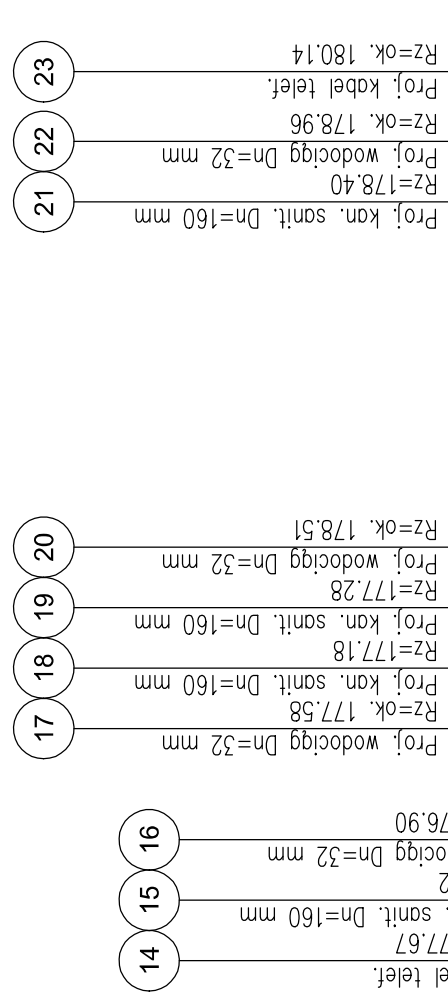 14
el telef.
77.67
15
. sanit. Dn=160 mm
2
16
ociąg Dn=32 mm
76.90
17
Proj. wodociąg Dn=32 mm
Rz=ok. 177.58
18
Proj. kan. sanit. Dn=160 mm
Rz=177.18
19
Proj. kan. sanit. Dn=160 mm
Rz=177.28
20
Proj. wodociąg Dn=32 mm
Rz=ok. 178.51
21
Proj. kan. sanit. Dn=160 mm
Rz=178.40
22
Proj. wodociąg Dn=32 mm
Rz=ok. 178.96
23
Proj. kabel telef.
Rz=ok. 180.14